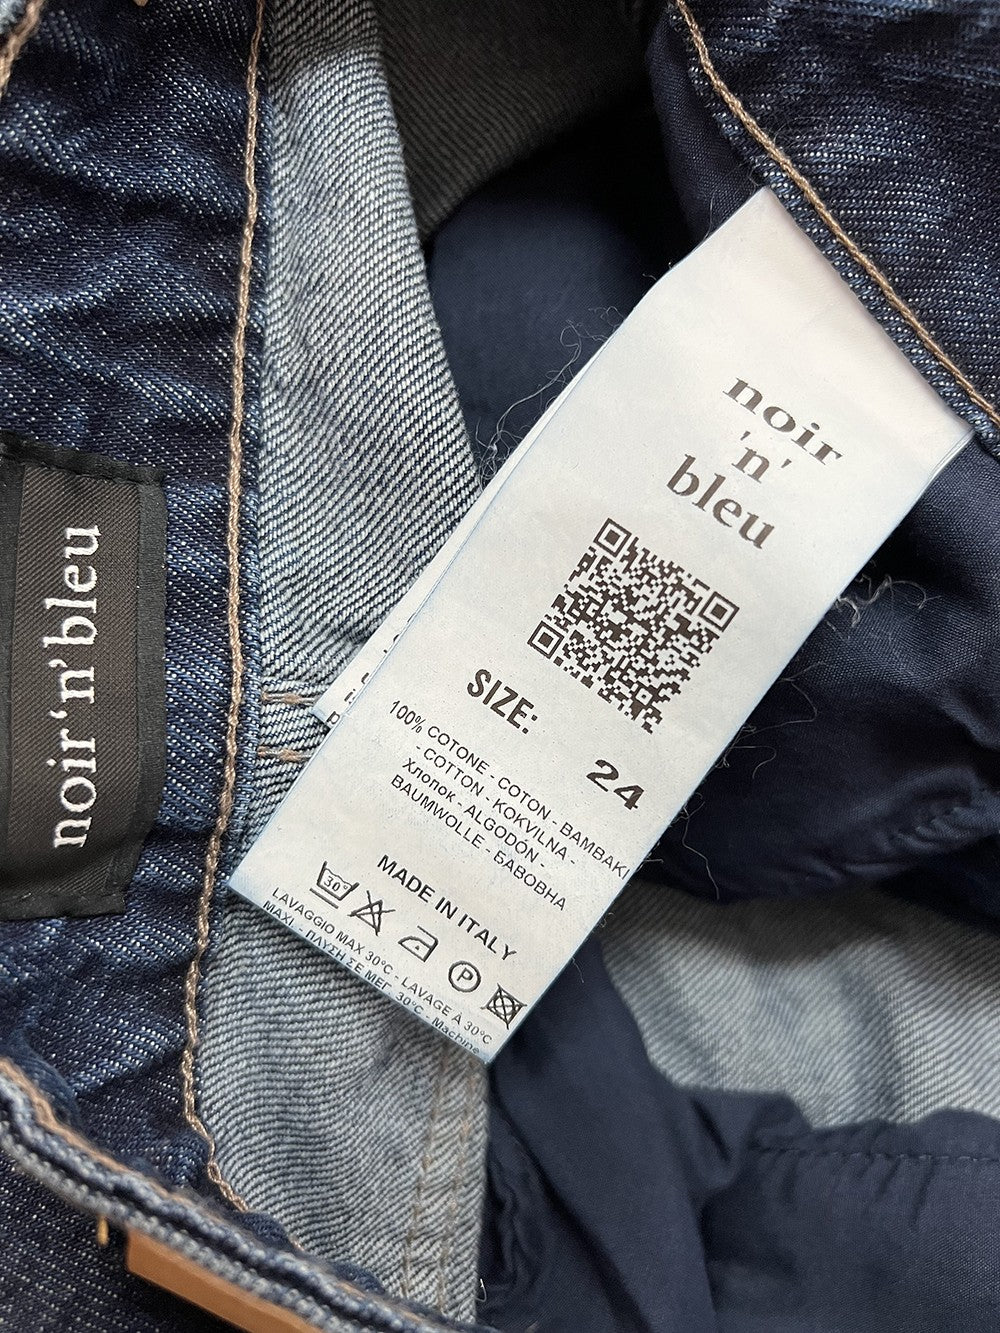 noir'n'bleu
noir
'n'
bleu
SIZE:
24
100% COTONE - COTON - BAMBAKI
- COTTON - KOKVILNA -
Хлопок - ALGODÓN -
BAUMWOLLE - БАВОВНА
MADE IN ITALY
30°
P
LAVAGGIO MAX 30°C - LAVAGE À 30°C
MAXI - ΠΛΥΣΗ ΣΕ ΜΕΓ. 30°C - Machine